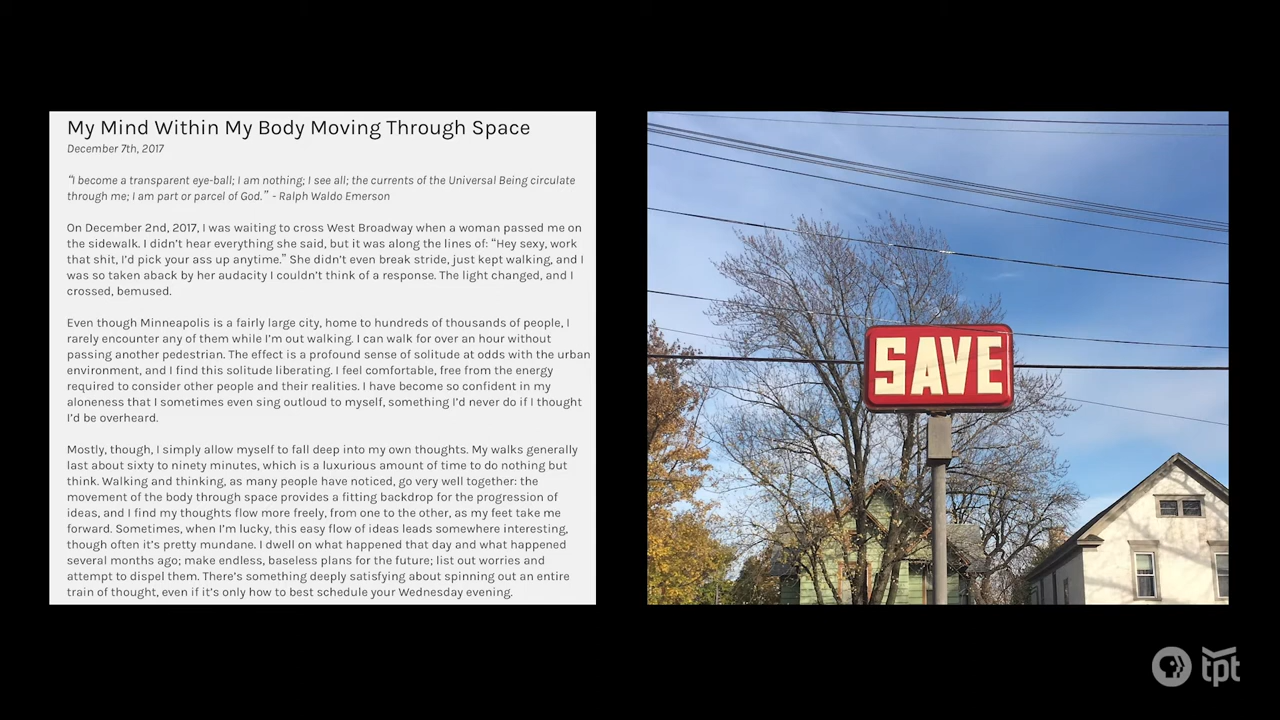 My Mind Within My Body Moving Through Space
December 7th, 2017
“I become a transparent eye-ball; I am nothing; I see all; the currents of the Universal Being circulate
through me; I am part or parcel of God.” - Ralph Waldo Emerson
On December 2nd, 2017, I was waiting to cross West Broadway when a woman passed me on
the sidewalk. I didn’t hear everything she said, but it was along the lines of: “Hey sexy, work
that shit, I’d pick your ass up anytime.” She didn’t even break stride, just kept walking, and I
was so taken aback by her audacity I couldn’t think of a response. The light changed, and I
crossed, bemused.
Even though Minneapolis is a fairly large city, home to hundreds of thousands of people, I
rarely encounter any of them while I’m out walking. I can walk for over an hour without
passing another pedestrian. The effect is a profound sense of solitude at odds with the urban
environment, and I find this solitude liberating. I feel comfortable, free from the energy
required to consider other people and their realities. I have become so confident in my
aloneness that I sometimes even sing outloud to myself, something I’d never do if I thought
I’d be overheard.
Mostly, though, I simply allow myself to fall deep into my own thoughts. My walks generally
last about sixty to ninety minutes, which is a luxurious amount of time to do nothing but
think. Walking and thinking, as many people have noticed, go very well together: the
movement of the body through space provides a fitting backdrop for the progression of
ideas, and I find my thoughts flow more freely, from one to the other, as my feet take me
forward. Sometimes, when I’m lucky, this easy flow of ideas leads somewhere interesting,
though often it’s pretty mundane. I dwell on what happened that day and what happened
several months ago; make endless, baseless plans for the future; list out worries and
attempt to dispel them. There’s something deeply satisfying about spinning out an entire
train of thought, even if it’s only how to best schedule your Wednesday evening.
SAVE
tpt